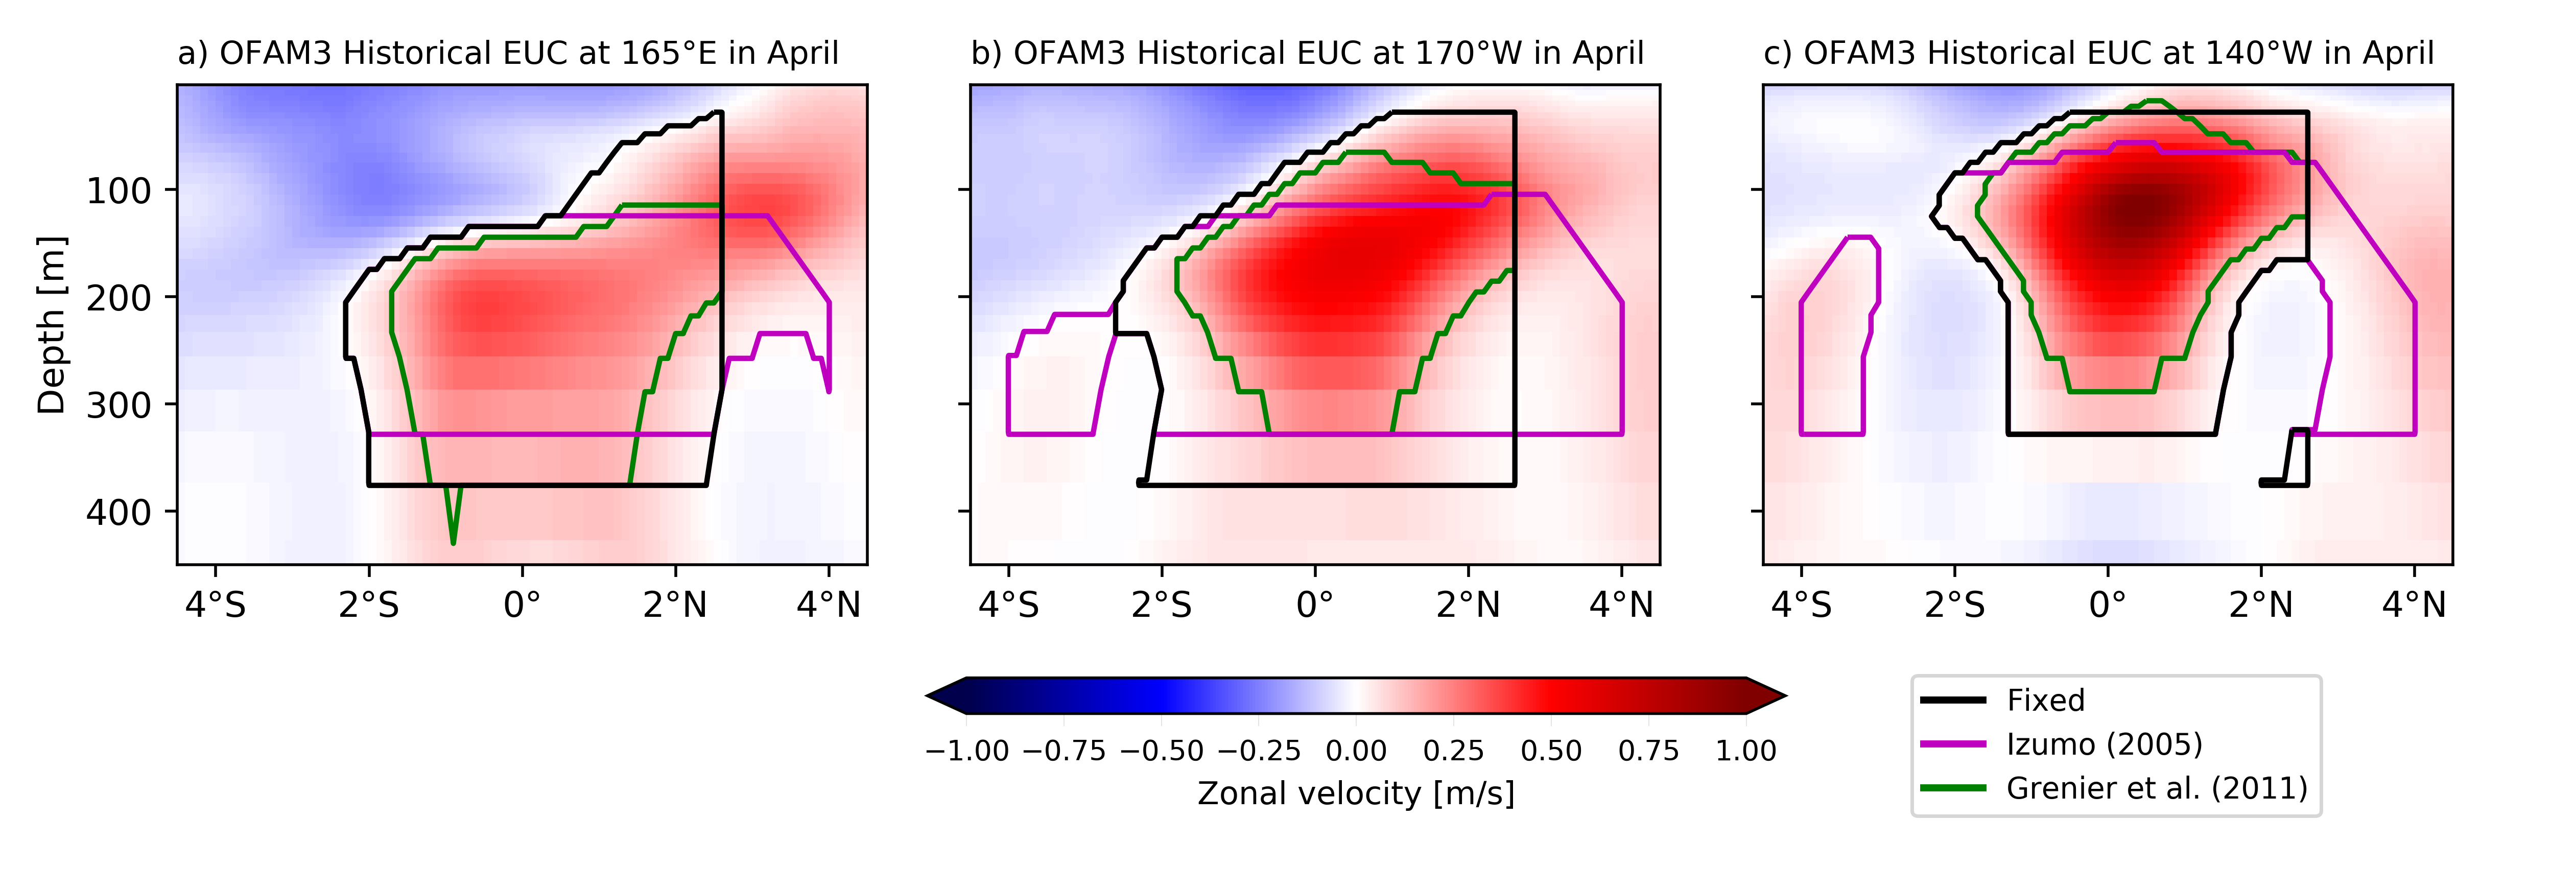 a) OFAM3 Historical EUC at 165°E in April
b) OFAM3 Historical EUC at 170°W in April
c) OFAM3 Historical EUC at 140°W in April
Depth [m]
100
200
300
400
4°S 2°S 0° 2°N 4°N
4°S 2°S 0° 2°N 4°N
4°S 2°S 0° 2°N 4°N
−1.00 −0.75 −0.50 −0.25 0.00 0.25 0.50 0.75 1.00
Zonal velocity [m/s]
Fixed
Izumo (2005)
Grenier et al. (2011)